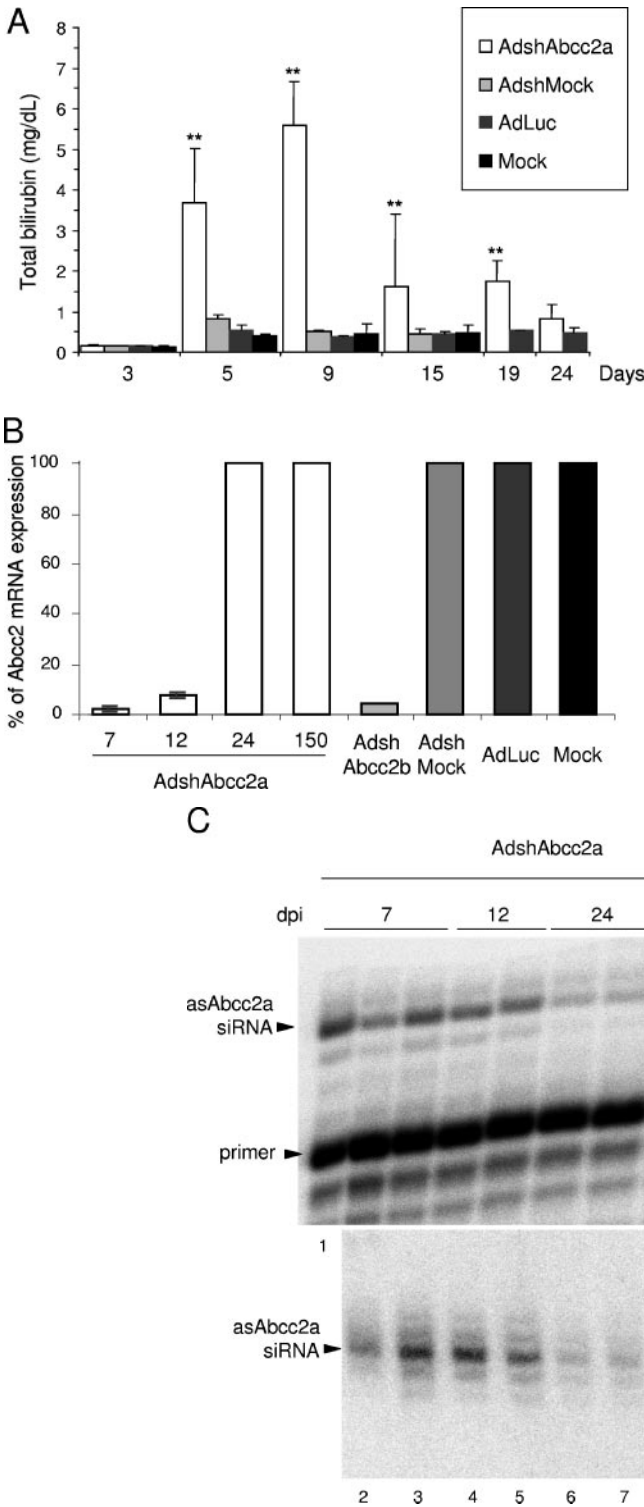 A
Total bilirubin (mg/dL)
8
7
6
5
4
3
2
1
0
**
**
**
**
AdshAbcc2a
AdshMock
AdLuc
Mock
3 5 9 15 19 24 Days
B
% of Abcc2 mRNA expression
100
80
60
40
20
0
7 12 24 150 Adsh Abcc2b Adsh Mock AdLuc Mock
AdshAbcc2a
C
AdshAbcc2a
dpi 7 12 24
asAbcc2a
siRNA
primer
1
asAbcc2a
siRNA
2 3 4 5 6 7